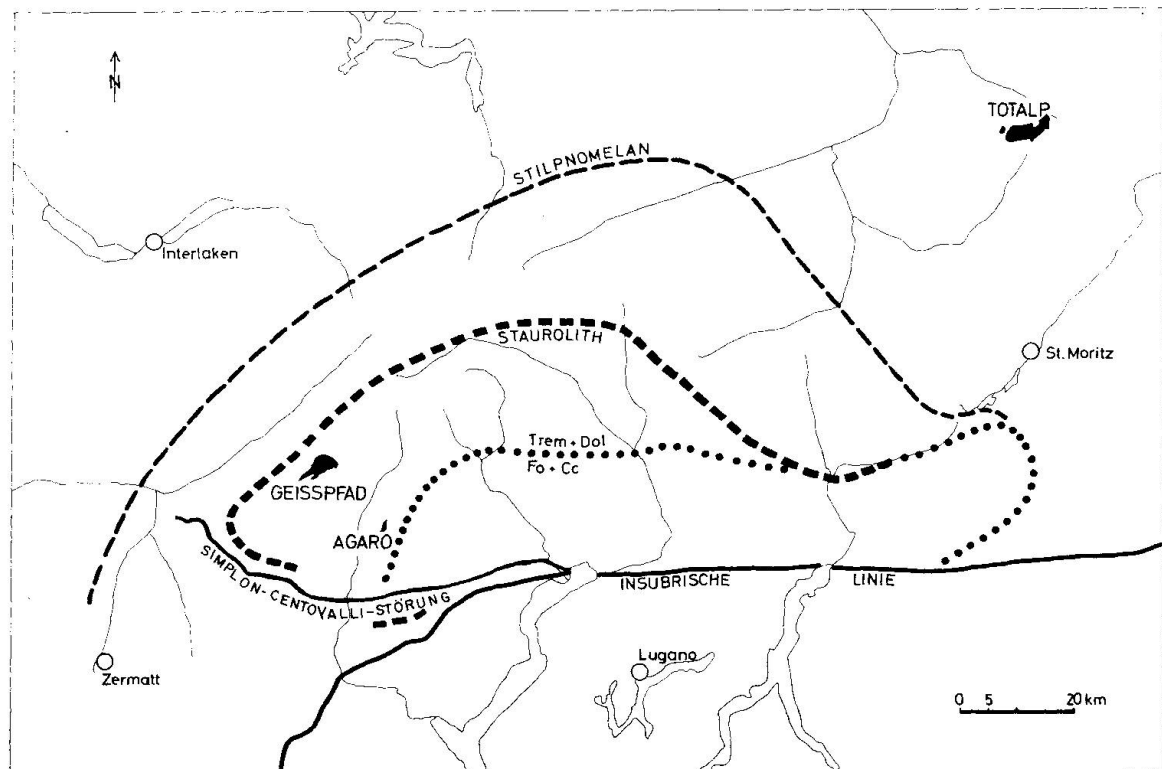 N
TOTALP
STILPNOMELAN
Interlaken
STAUROLITH
St. Moritz
Trem + Dol
Fo + Cc
GEISSPFAD
AGARO
SIMPLON-CENTOVALLI-STÖRUNG
INSUBRISCHE LINIE
Zermatt
Lugano
0 5 20 km